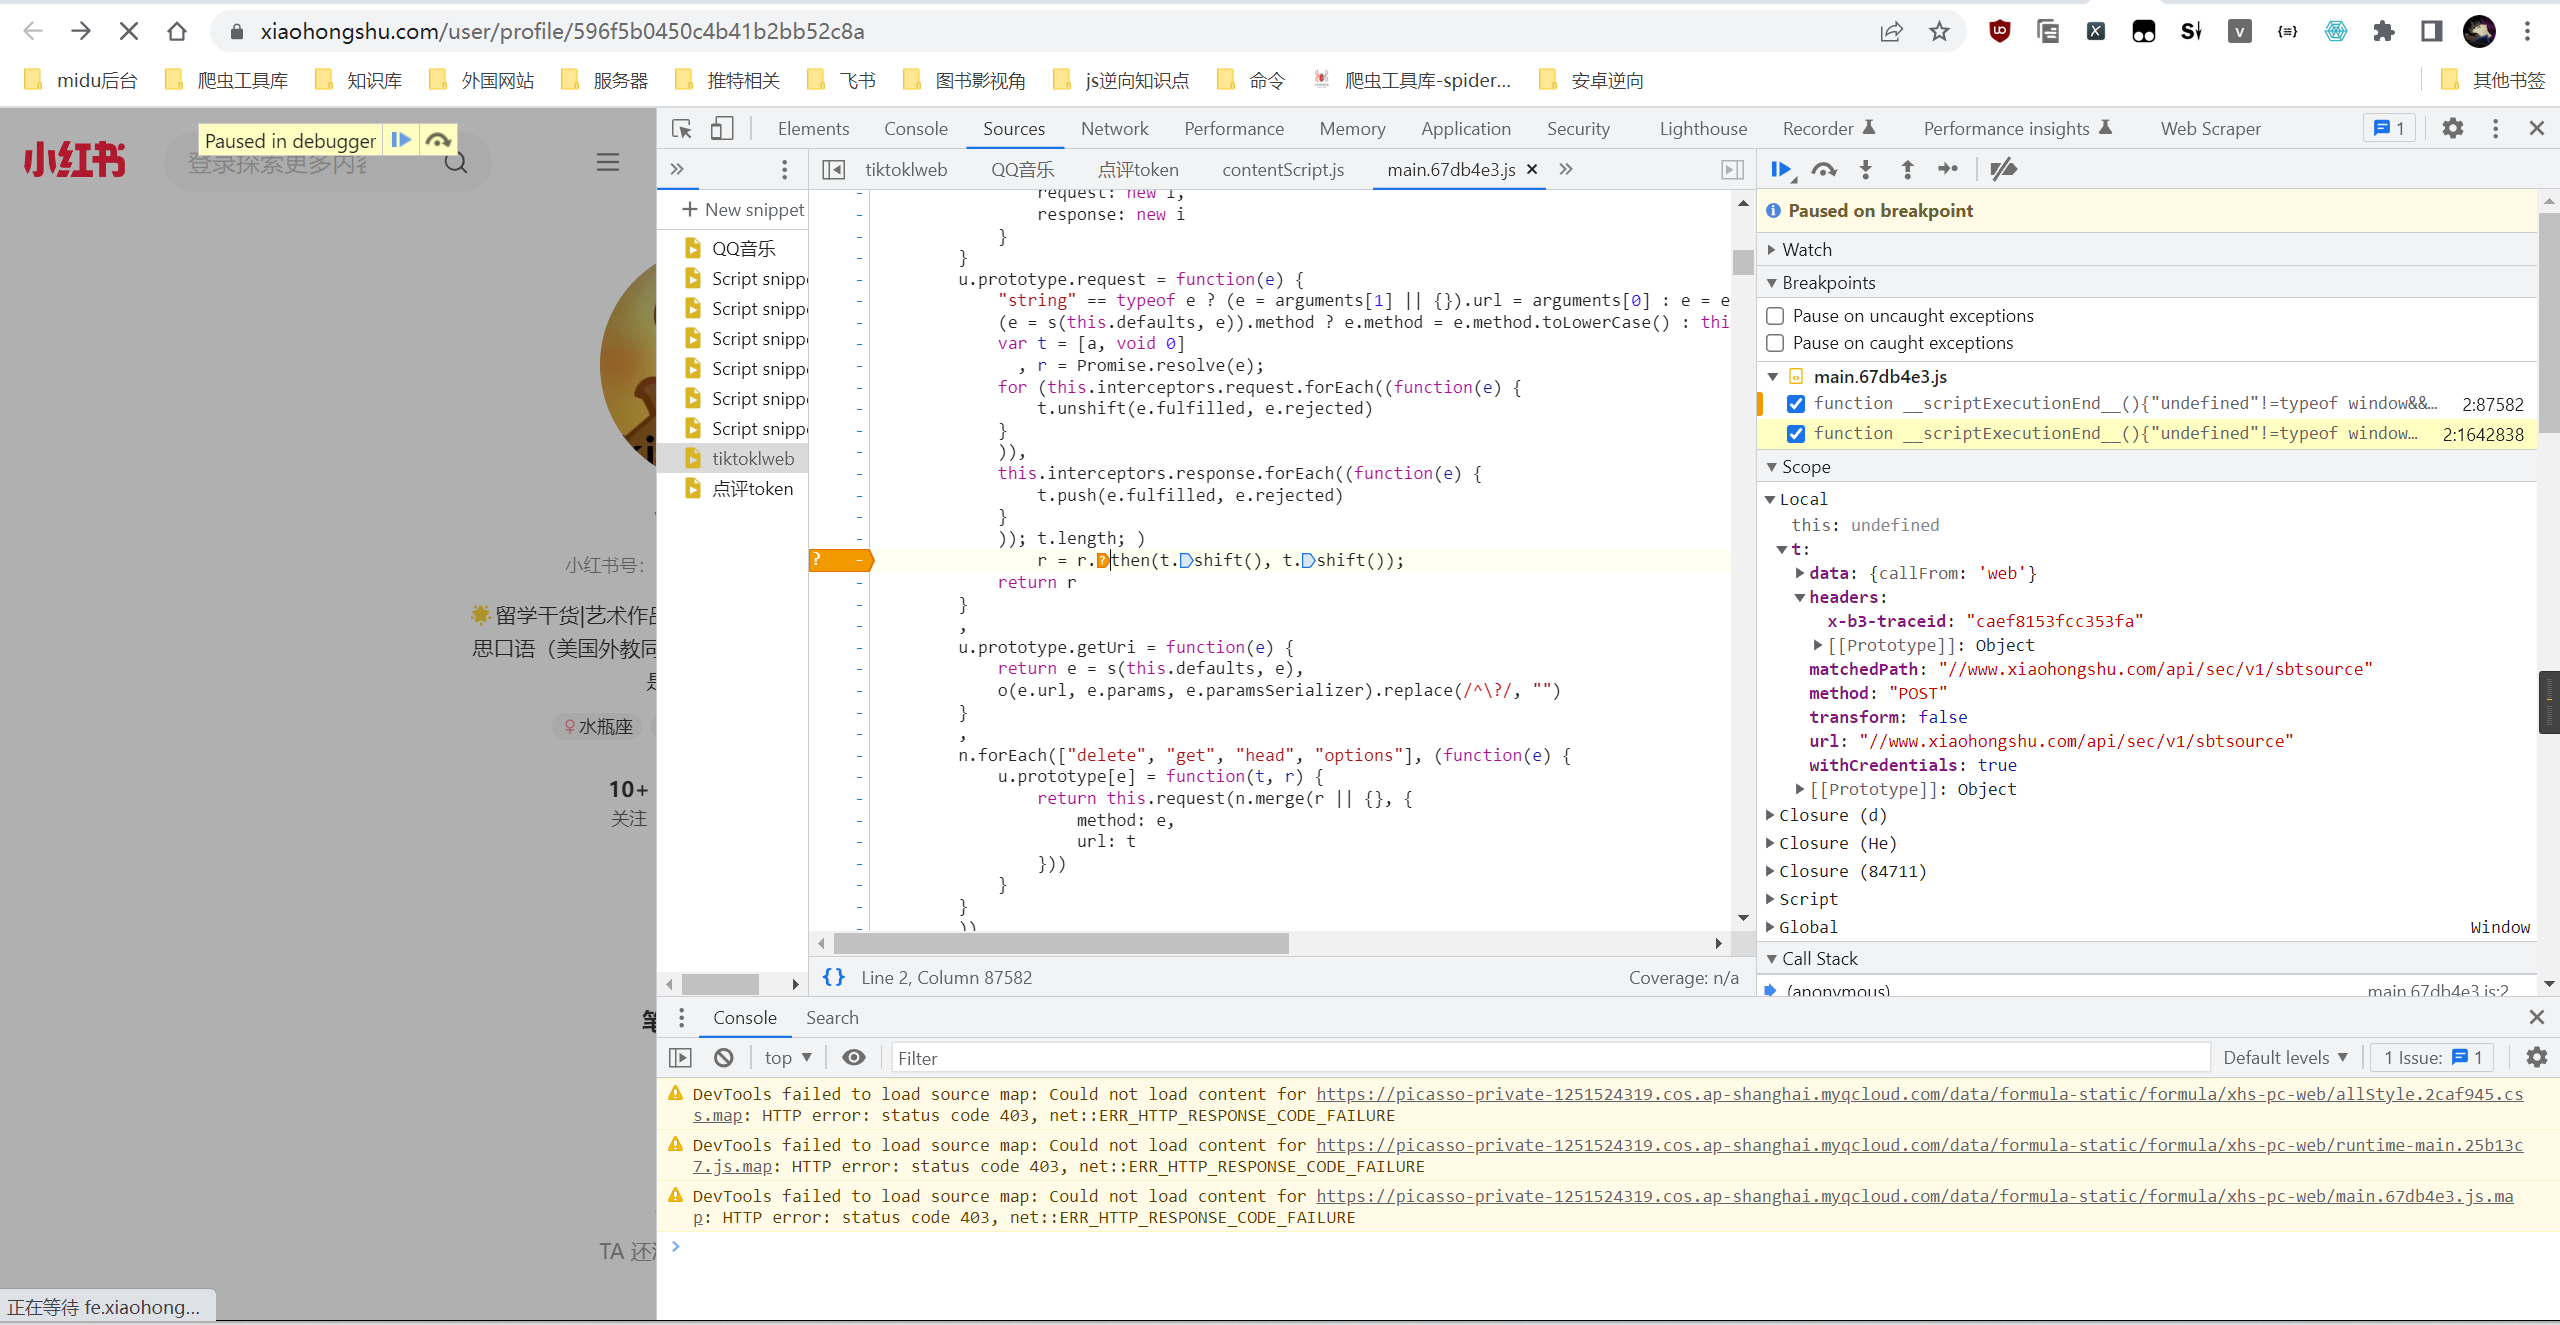 xiaohongshu.com/user/profile/596f5b0450c4b41b2bb52c8a
midu后台 爬虫工具库 知识库 外国网站 服务器 推特相关 飞书 图书影视角 js逆向知识点 命令 爬虫工具库-spider... 安卓逆向 其他书签
小红书
Paused in debugger
登录探索更多内容
小红书号:
🌟留学干货|艺术作品
思口语（美国外教同
是
♀水瓶座
10+
关注
笔
TA 还没
正在等待 fe.xiaohong...
Elements Console Sources Network Performance Memory Application Security Lighthouse Recorder Performance insights Web Scraper 1
tiktoklweb QQ音乐 点评token contentScript.js main.67db4e3.js ×
+ New snippet
QQ音乐
Script snippe
Script snippe
Script snippe
Script snippe
Script snippe
Script snippe
tiktoklweb
点评token
request: new i,
response: new i
}
}
u.prototype.request = function(e) {
"string" == typeof e ? (e = arguments[1] || {}).url = arguments[0] : e = e
(e = s(this.defaults, e)).method ? e.method = e.method.toLowerCase() : thi
var t = [a, void 0]
, r = Promise.resolve(e);
for (this.interceptors.request.forEach((function(e) {
t.unshift(e.fulfilled, e.rejected)
}
)),
this.interceptors.response.forEach((function(e) {
t.push(e.fulfilled, e.rejected)
}
)); t.length; )
r = r.then(t.shift(), t.shift());
return r
}
,
u.prototype.getUri = function(e) {
return e = s(this.defaults, e),
o(e.url, e.params, e.paramsSerializer).replace(/^\?/, "")
}
,
n.forEach(["delete", "get", "head", "options"], (function(e) {
u.prototype[e] = function(t, r) {
return this.request(n.merge(r || {}, {
method: e,
url: t
}))
}
}
))
{} Line 2, Column 87582 Coverage: n/a
Paused on breakpoint
Watch
Breakpoints
Pause on uncaught exceptions
Pause on caught exceptions
main.67db4e3.js
function __scriptExecutionEnd__(){"undefined"!=typeof window&&… 2:87582
function __scriptExecutionEnd__(){"undefined"!=typeof window… 2:1642838
Scope
Local
this: undefined
t:
data: {callFrom: 'web'}
headers:
x-b3-traceid: "caef8153fcc353fa"
[[Prototype]]: Object
matchedPath: "//www.xiaohongshu.com/api/sec/v1/sbtsource"
method: "POST"
transform: false
url: "//www.xiaohongshu.com/api/sec/v1/sbtsource"
withCredentials: true
[[Prototype]]: Object
Closure (d)
Closure (He)
Closure (84711)
Script
Global Window
Call Stack
(anonymous) main.67db4e3.js:2
Console Search
top Filter Default levels 1 Issue: 1
DevTools failed to load source map: Could not load content for https://picasso-private-1251524319.cos.ap-shanghai.myqcloud.com/data/formula-static/formula/xhs-pc-web/allStyle.2caf945.cs
s.map: HTTP error: status code 403, net::ERR_HTTP_RESPONSE_CODE_FAILURE
DevTools failed to load source map: Could not load content for https://picasso-private-1251524319.cos.ap-shanghai.myqcloud.com/data/formula-static/formula/xhs-pc-web/runtime-main.25b13c
7.js.map: HTTP error: status code 403, net::ERR_HTTP_RESPONSE_CODE_FAILURE
DevTools failed to load source map: Could not load content for https://picasso-private-1251524319.cos.ap-shanghai.myqcloud.com/data/formula-static/formula/xhs-pc-web/main.67db4e3.js.ma
p: HTTP error: status code 403, net::ERR_HTTP_RESPONSE_CODE_FAILURE